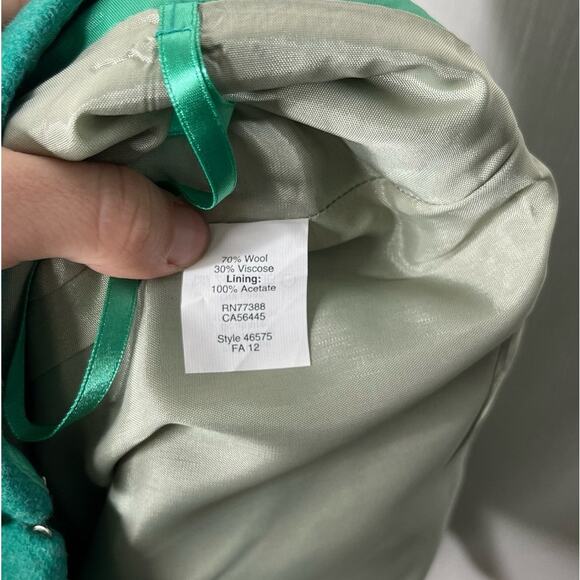 70% Wool
30% Viscose
Lining:
100% Acetate
RN77388
CA56445
Style 46575
FA 12